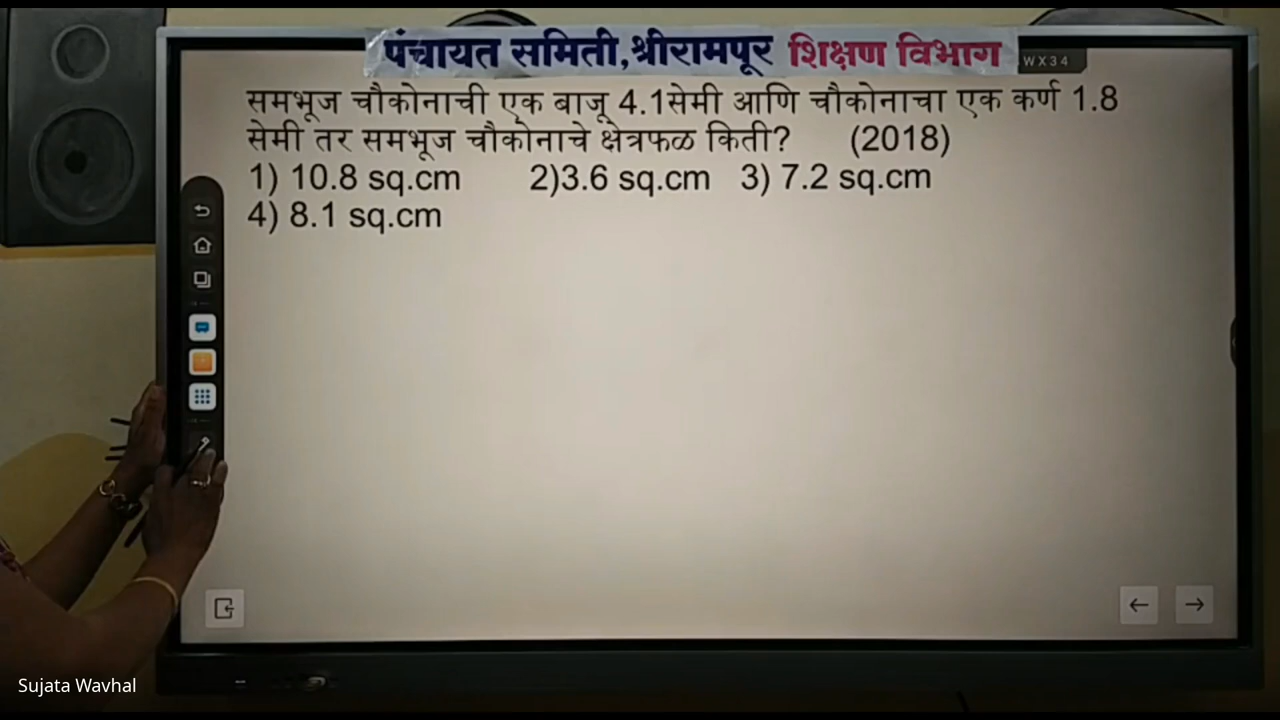 पंचायत समिती,श्रीरामपूर शिक्षण विभाग
WX34
समभूज चौकोनाची एक बाजू 4.1सेमी आणि चौकोनाचा एक कर्ण 1.8
सेमी तर समभूज चौकोनाचे क्षेत्रफळ किती? (2018)
1) 10.8 sq.cm 2)3.6 sq.cm 3) 7.2 sq.cm
4) 8.1 sq.cm
Sujata Wavhal